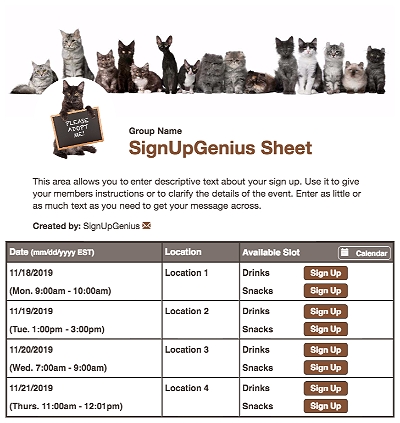 PLEASE
ADOPT
ME!
Group Name
SignUpGenius Sheet
This area allows you to enter descriptive text about your sign up. Use it to give
your members instructions or to clarify the details of the event. Enter as little or
as much text as you need to get your message across.
Created by: SignUpGenius
Date (mm/dd/yyyy EST) Location Available Slot Calendar
11/18/2019 Location 1 Drinks Sign Up
(Mon. 9:00am - 10:00am) Snacks Sign Up
11/19/2019 Location 2 Drinks Sign Up
(Tue. 1:00pm - 3:00pm) Snacks Sign Up
11/20/2019 Location 3 Drinks Sign Up
(Wed. 7:00am - 9:00am) Snacks Sign Up
11/21/2019 Location 4 Drinks Sign Up
(Thurs. 11:00am - 12:01pm) Snacks Sign Up